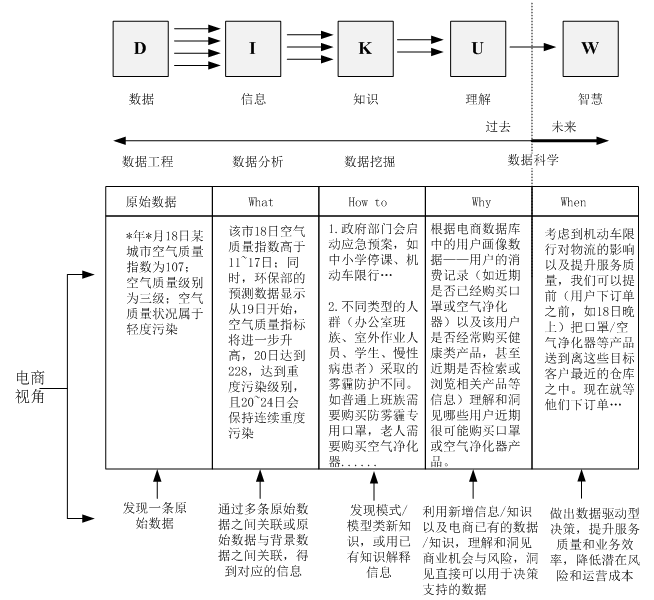 D I K U W
数据 信息 知识 理解 智慧
过去 未来
数据工程 数据分析 数据挖掘 数据科学
原始数据 What How to Why When
*年*月18日某
城市空气质量
指数为107；
空气质量级别
为三级；空气
质量状况属于
轻度污染
该市18日空气
质量指数高于
11~17日；同
时，环保部的
预测数据显示
从19日开始，
空气质量指标
将进一步升
高，20日达到
228，达到重
度污染级别，
且20~24日会
保持连续重度
污染
1.政府部门会启
动应急预案，如
中小学停课、机
动车限行…
2.不同类型的人
群（办公室班
族、室外作业人
员、学生、慢性
病患者）采取的
雾霾防护不同。
如普通上班族需
要购买防雾霾专
用口罩，老人需
要购买空气净化
器......
根据电商数据库
中的用户画像数
据——用户的消
费记录（如近期
是否已经购买口
罩或空气净化
器）以及该用户
是否经常购买健
康类产品，甚至
近期是否检索或
浏览相关产品等
信息）理解和洞
见哪些用户近期
很可能购买口罩
或空气净化器产
品。
考虑到机动车限
行对物流的影响
以及提升服务质
量，我们可以提
前（用户下订单
之前，如18日晚
上）把口罩/空
气净化器等产品
送到离这些目标
客户最近的仓库
之中。现在就等
他们下订单…
电商
视角
发现一条原
始数据
通过多条原始数
据之间关联或原
始数据与背景数
据之间关联，得
到对应的信息
发现模式/
模型类新知
识，或用已
有知识解释
信息
利用新增信息/知识
以及电商已有的数据
/知识，理解和洞见
商业机会与风险，洞
见直接可以用于决策
支持的数据
做出数据驱动型
决策，提升服务
质量和业务效
率，降低潜在风
险和运营成本